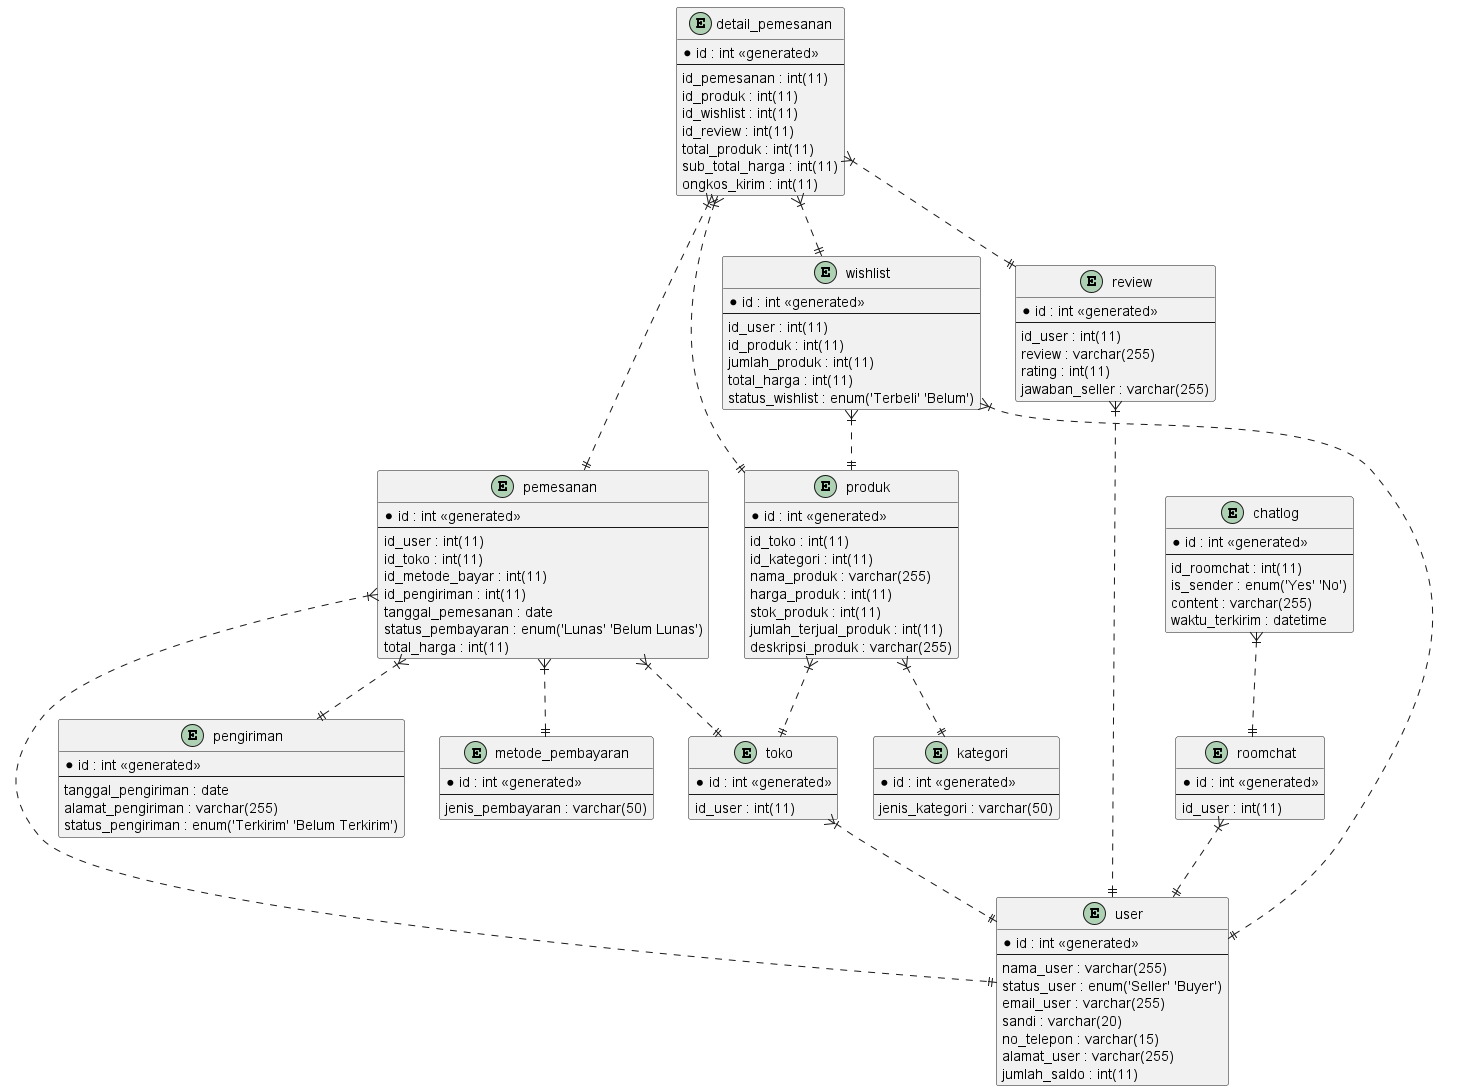 E detail_pemesanan
id : int «generated»
id_pemesanan : int(11)
id_produk : int(11)
id_wishlist : int(11)
id_review : int(11)
total_produk : int(11)
sub_total_harga : int(11)
ongkos_kirim : int(11)
E wishlist
id : int «generated»
id_user : int(11)
id_produk : int(11)
jumlah_produk : int(11)
total_harga : int(11)
status_wishlist : enum('Terbeli' 'Belum')
E review
id : int «generated»
id_user : int(11)
review : varchar(255)
rating : int(11)
jawaban_seller : varchar(255)
E pemesanan
id : int «generated»
id_user : int(11)
id_toko : int(11)
id_metode_bayar : int(11)
id_pengiriman : int(11)
tanggal_pemesanan : date
status_pembayaran : enum('Lunas' 'Belum Lunas')
total_harga : int(11)
E produk
id : int «generated»
id_toko : int(11)
id_kategori : int(11)
nama_produk : varchar(255)
harga_produk : int(11)
stok_produk : int(11)
jumlah_terjual_produk : int(11)
deskripsi_produk : varchar(255)
E chatlog
id : int «generated»
id_roomchat : int(11)
is_sender : enum('Yes' 'No')
content : varchar(255)
waktu_terkirim : datetime
E pengiriman
id : int «generated»
tanggal_pengiriman : date
alamat_pengiriman : varchar(255)
status_pengiriman : enum('Terkirim' 'Belum Terkirim')
E metode_pembayaran
id : int «generated»
jenis_pembayaran : varchar(50)
E toko
id : int «generated»
id_user : int(11)
E kategori
id : int «generated»
jenis_kategori : varchar(50)
E roomchat
id : int «generated»
id_user : int(11)
E user
id : int «generated»
nama_user : varchar(255)
status_user : enum('Seller' 'Buyer')
email_user : varchar(255)
sandi : varchar(20)
no_telepon : varchar(15)
alamat_user : varchar(255)
jumlah_saldo : int(11)